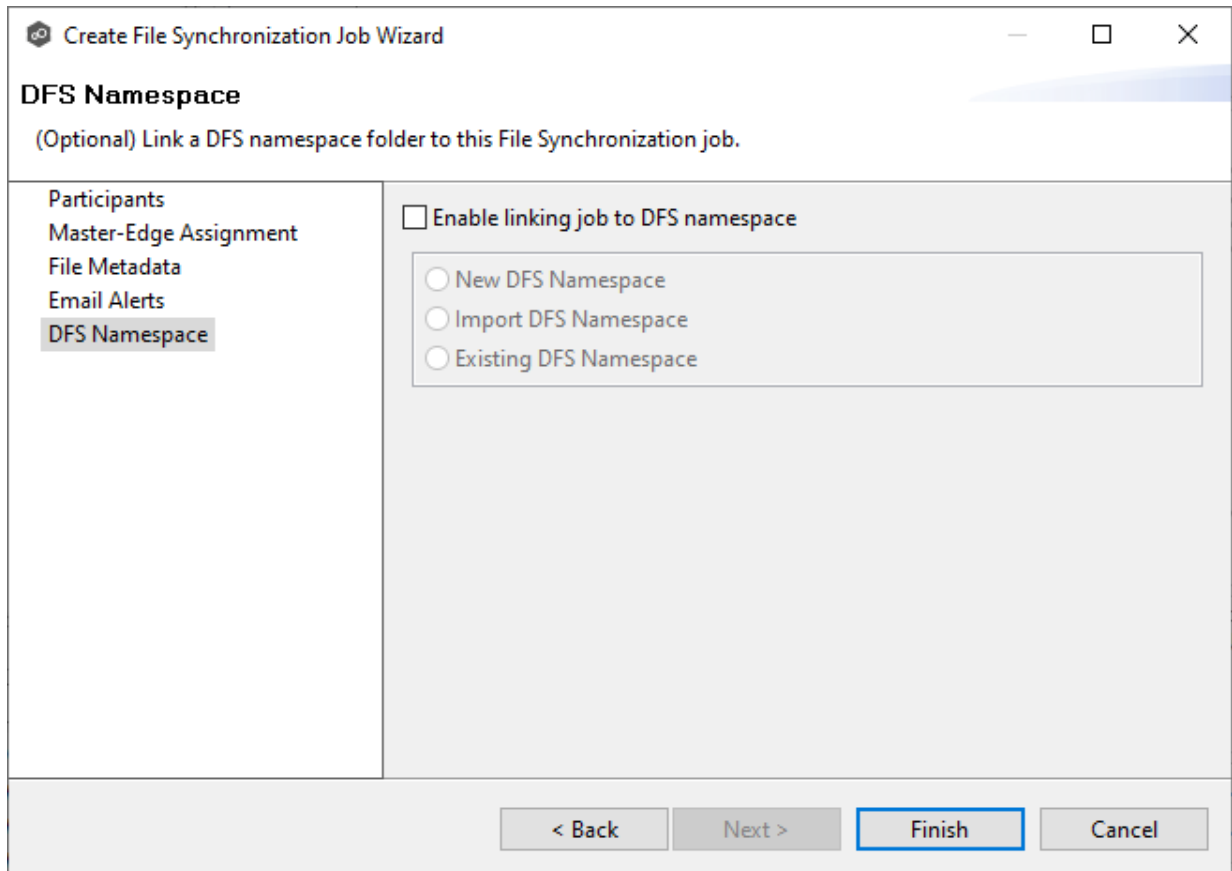 Create File Synchronization Job Wizard
DFS Namespace
(Optional) Link a DFS namespace folder to this File Synchronization job.
Participants
Master-Edge Assignment
File Metadata
Email Alerts
DFS Namespace
Enable linking job to DFS namespace
New DFS Namespace
Import DFS Namespace
Existing DFS Namespace
< Back
Next >
Finish
Cancel